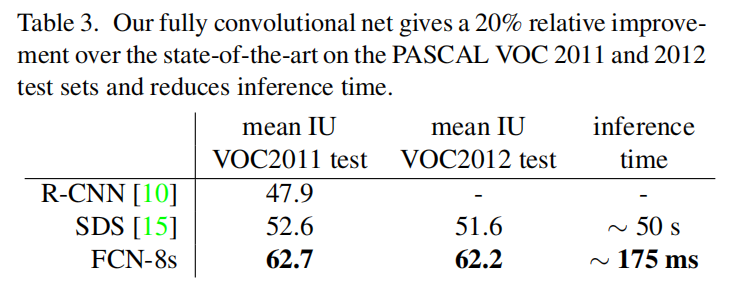 Table 3. Our fully convolutional net gives a 20% relative improve-
ment over the state-of-the-art on the PASCAL VOC 2011 and 2012
test sets and reduces inference time.
mean IU mean IU inference
VOC2011 test VOC2012 test time
R-CNN [10] 47.9 - -
SDS [15] 52.6 51.6 ~ 50 s
FCN-8s 62.7 62.2 ~ 175 ms